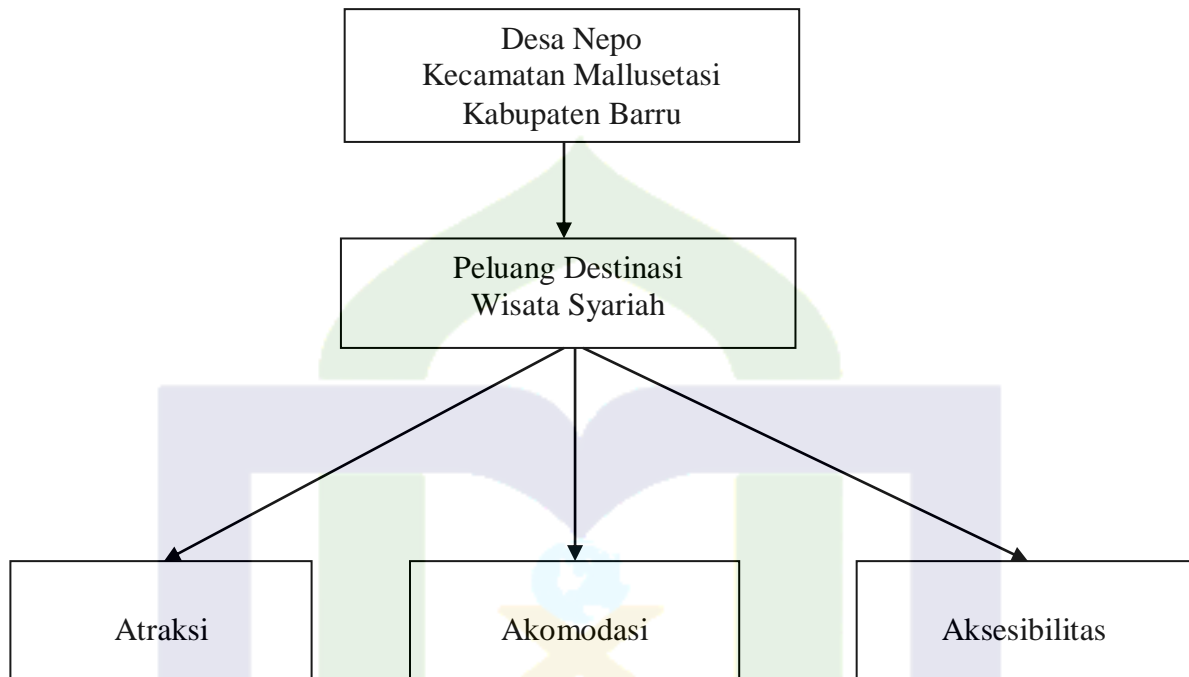 Desa Nepo
Kecamatan Mallusetasi
Kabupaten Barru
Peluang Destinasi
Wisata Syariah
Atraksi
Akomodasi
Aksesibilitas